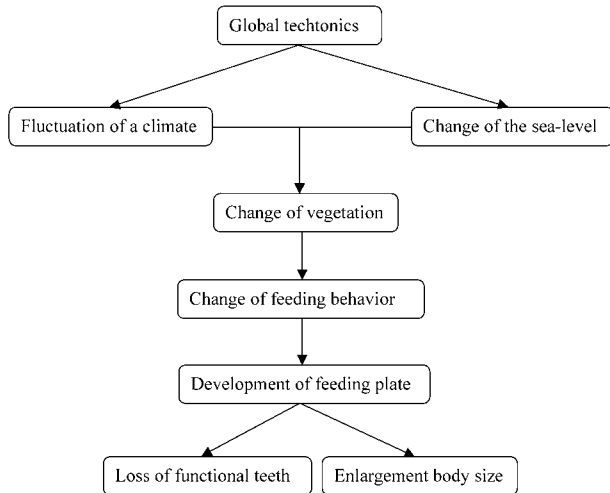 Global techtonics
Fluctuation of a climate
Change of the sea-level
Change of vegetation
Change of feeding behavior
Development of feeding plate
Loss of functional teeth
Enlargement body size